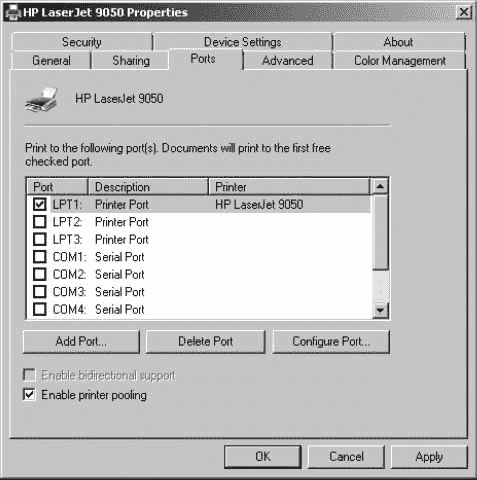 HP LaserJet 9050 Properties
Security Device Settings About
General Sharing Ports Advanced Color Management
HP LaserJet 9050
Print to the following port(s). Documents will print to the first free
checked port.
Port Description Printer
LPT1: Printer Port HP LaserJet 9050
LPT2: Printer Port
LPT3: Printer Port
COM1: Serial Port
COM2: Serial Port
COM3: Serial Port
COM4: Serial Port
Add Port... Delete Port Configure Port...
Enable bidirectional support
Enable printer pooling
OK Cancel Apply